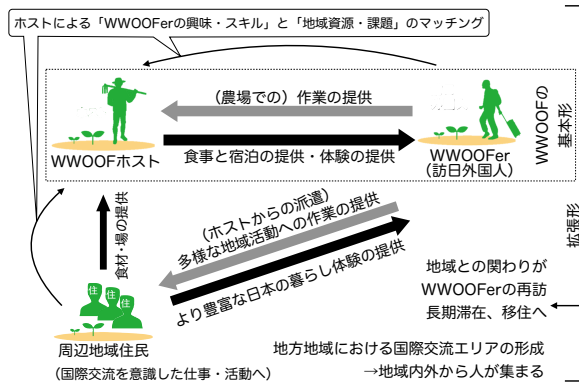 ホストによる「WWOOFerの興味・スキル」と「地域資源・課題」のマッチング
(農場での)作業の提供
食事と宿泊の提供・体験の提供
WWOOFホスト
WWOOFer
(訪日外国人)
WWOOFの
基本形
拡張形
食材・場の提供
(ホストからの派遣)
多様な地域活動への作業の提供
より豊富な日本の暮らし体験の提供
住
住
住
周辺地域住民
(国際交流を意識した仕事・活動へ)
地域との関わりが
WWOOFerの再訪
長期滞在、移住へ
地方地域における国際交流エリアの形成
→地域内外から人が集まる